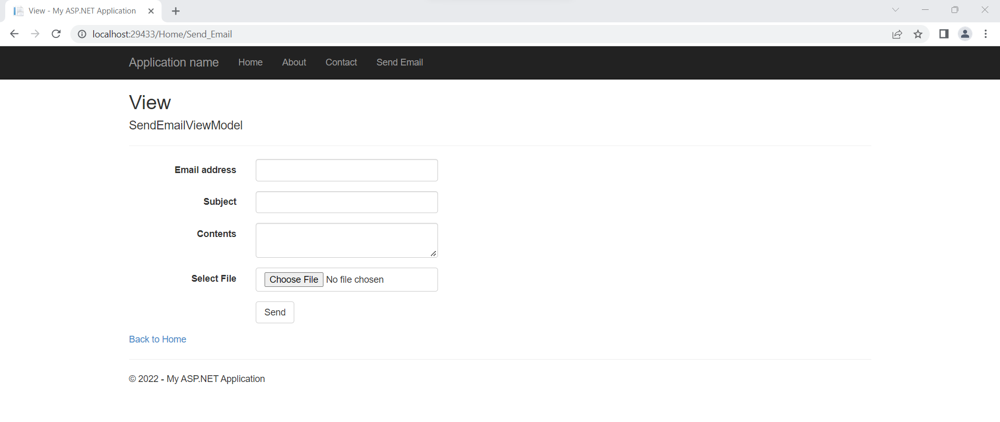 View - My ASP.NET Application
localhost:29433/Home/Send_Email
Application name Home About Contact Send Email
View
SendEmailViewModel
Email address
Subject
Contents
Select File Choose File No file chosen
Send
Back to Home
© 2022 - My ASP.NET Application